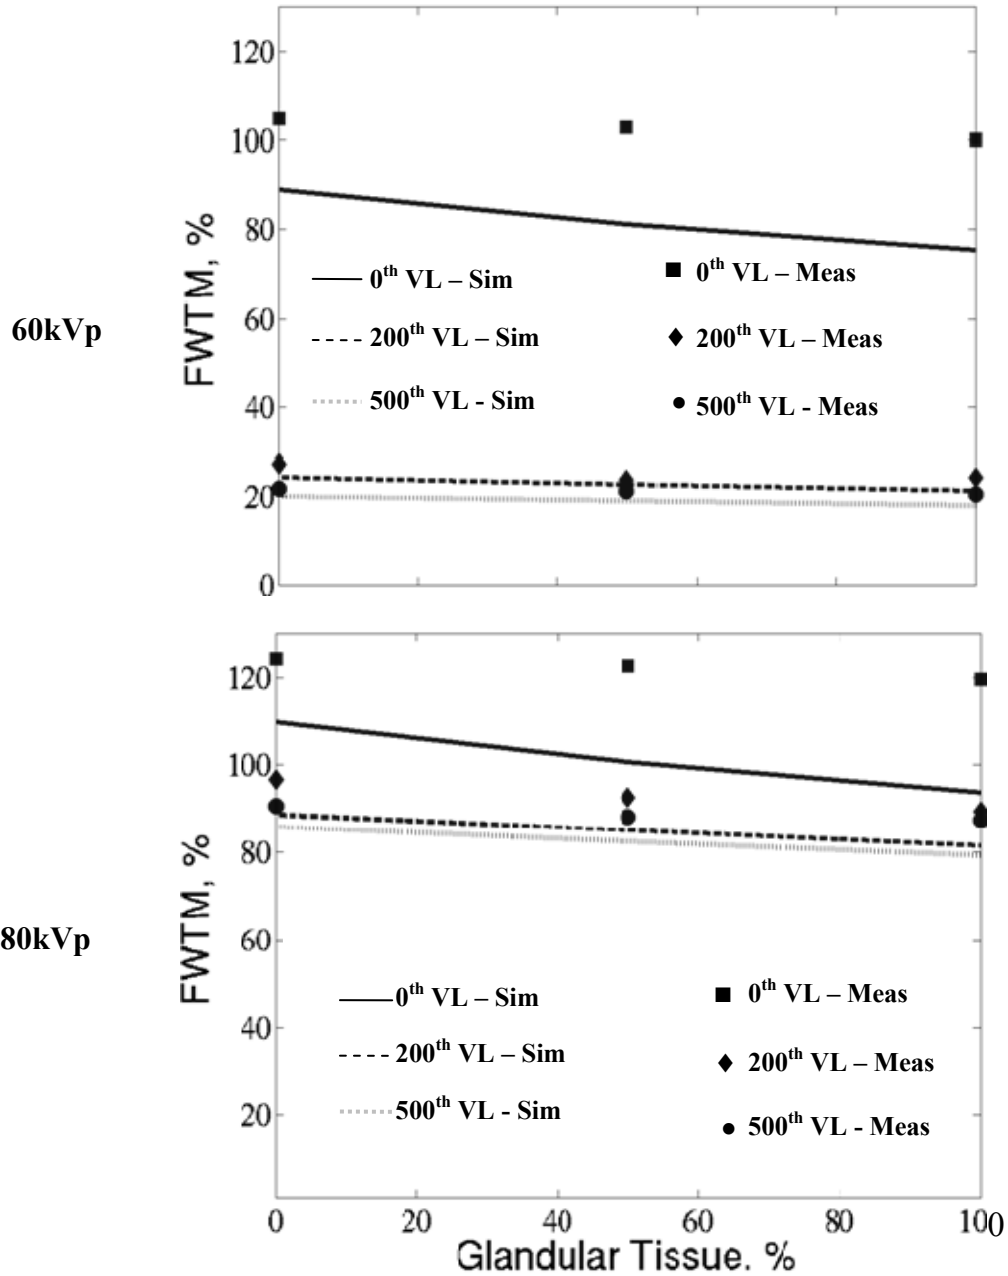 120
100
80
60
40
20
0
FWTM, %
60kVp
0th VL – Sim
200th VL – Sim
500th VL - Sim
0th VL – Meas
200th VL – Meas
500th VL - Meas
120
100
80
60
40
20
FWTM, %
80kVp
0th VL – Sim
200th VL – Sim
500th VL - Sim
0th VL – Meas
200th VL – Meas
500th VL - Meas
0 20 40 60 80 100
Glandular Tissue. %